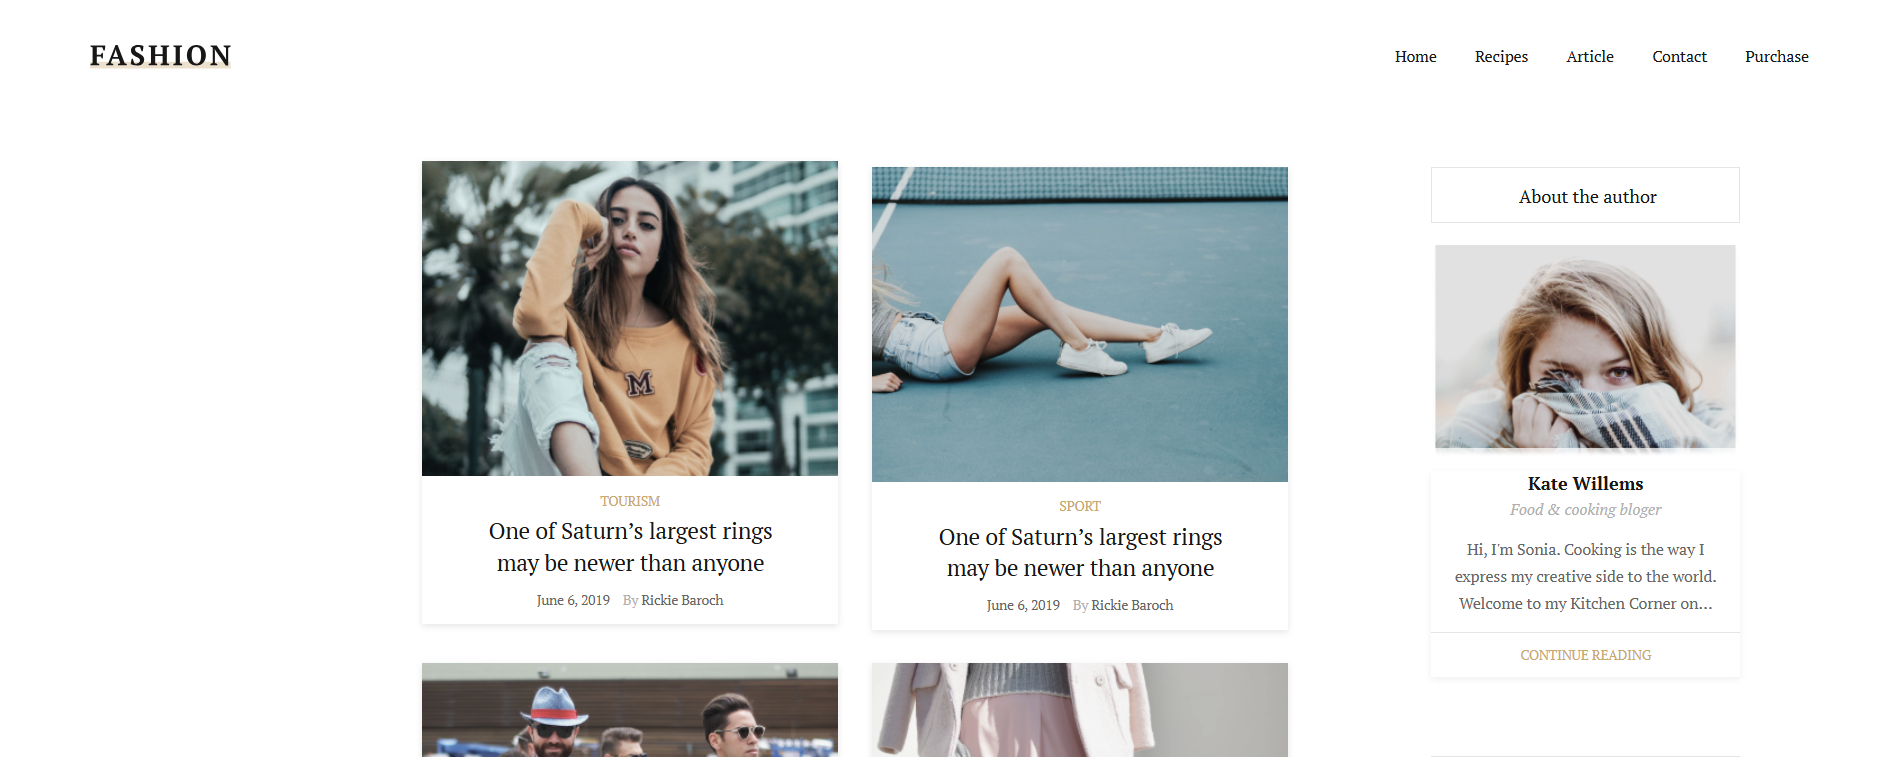 FASHION
Home Recipes Article Contact Purchase
M
TOURISM
One of Saturn’s largest rings
may be newer than anyone
June 6, 2019 By Rickie Baroch
SPORT
One of Saturn’s largest rings
may be newer than anyone
June 6, 2019 By Rickie Baroch
About the author
Kate Willems
Food & cooking bloger
Hi, I'm Sonia. Cooking is the way I
express my creative side to the world.
Welcome to my Kitchen Corner on...
CONTINUE READING